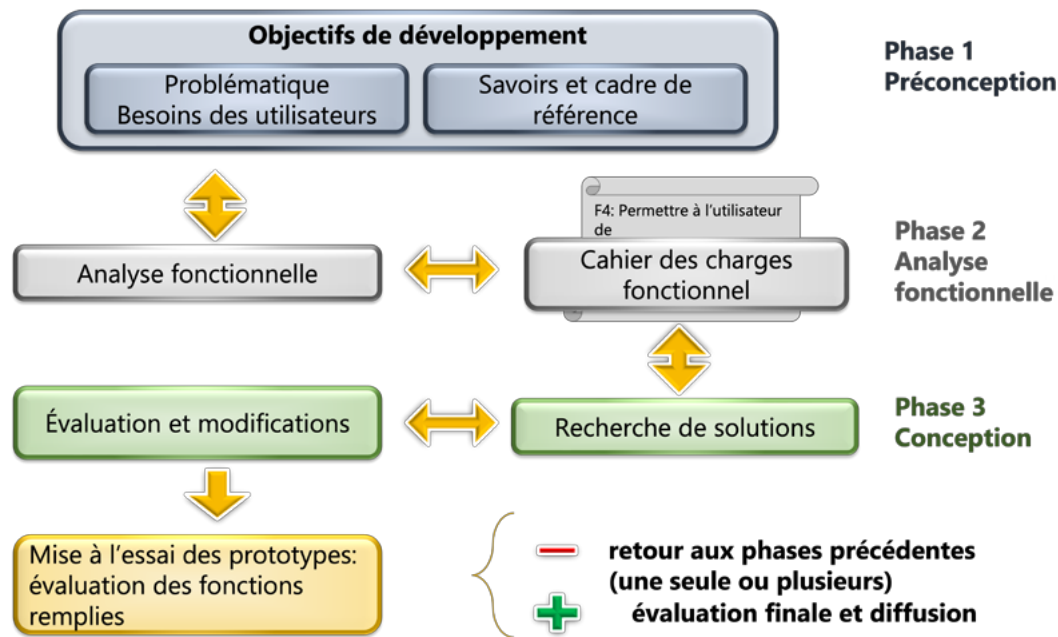 Objectifs de développement
Problématique
Besoins des utilisateurs
Savoirs et cadre de
référence
Phase 1
Préconception
F4: Permettre à l'utilisateur
de
Analyse fonctionnelle
Cahier des charges
fonctionnel
Phase 2
Analyse
fonctionnelle
Évaluation et modifications
Recherche de solutions
Phase 3
Conception
Mise à l'essai des prototypes:
évaluation des fonctions
remplies
retour aux phases précédentes
(une seule ou plusieurs)
évaluation finale et diffusion